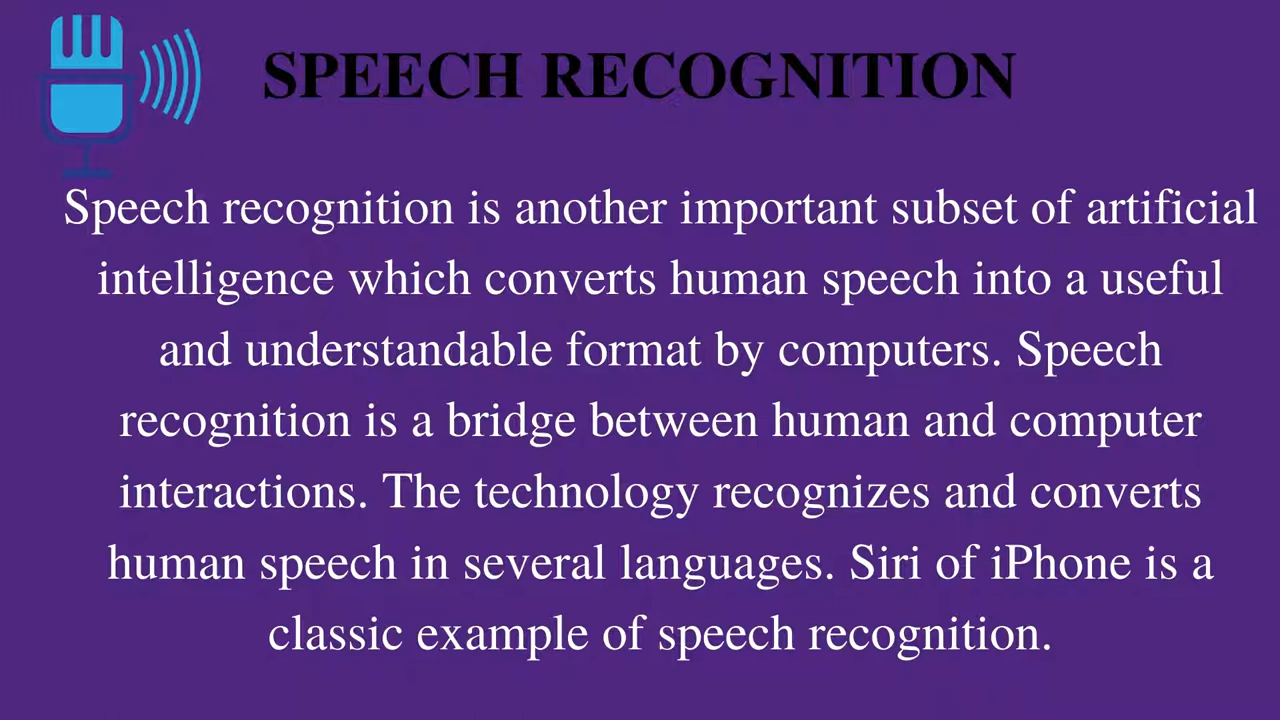 SPEECH RECOGNITION
Speech recognition is another important subset of artificial
intelligence which converts human speech into a useful
and understandable format by computers. Speech
recognition is a bridge between human and computer
interactions. The technology recognizes and converts
human speech in several languages. Siri of iPhone is a
classic example of speech recognition.